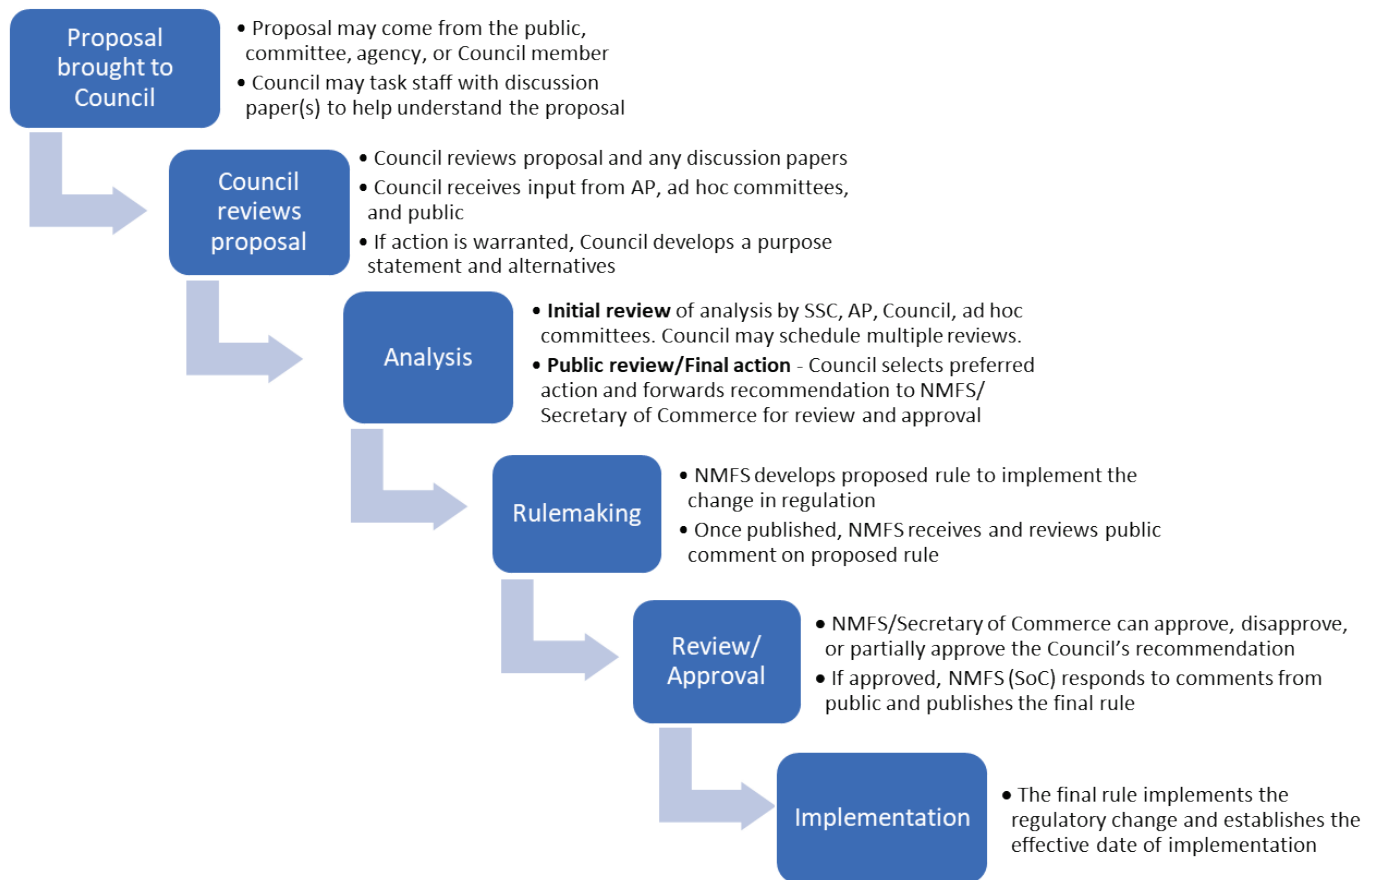 Proposal
brought to
Council
• Proposal may come from the public,
committee, agency, or Council member
• Council may task staff with discussion
paper(s) to help understand the proposal
Council
reviews
proposal
• Council reviews proposal and any discussion papers
• Council receives input from AP, ad hoc committees,
and public
• If action is warranted, Council develops a purpose
statement and alternatives
Analysis
• Initial review of analysis by SSC, AP, Council, ad hoc
committees. Council may schedule multiple reviews.
• Public review/Final action - Council selects preferred
action and forwards recommendation to NMFS/
Secretary of Commerce for review and approval
Rulemaking
• NMFS develops proposed rule to implement the
change in regulation
• Once published, NMFS receives and reviews public
comment on proposed rule
Review/
Approval
• NMFS/Secretary of Commerce can approve, disapprove,
or partially approve the Council’s recommendation
• If approved, NMFS (SoC) responds to comments from
public and publishes the final rule
Implementation
• The final rule implements the
regulatory change and establishes the
effective date of implementation